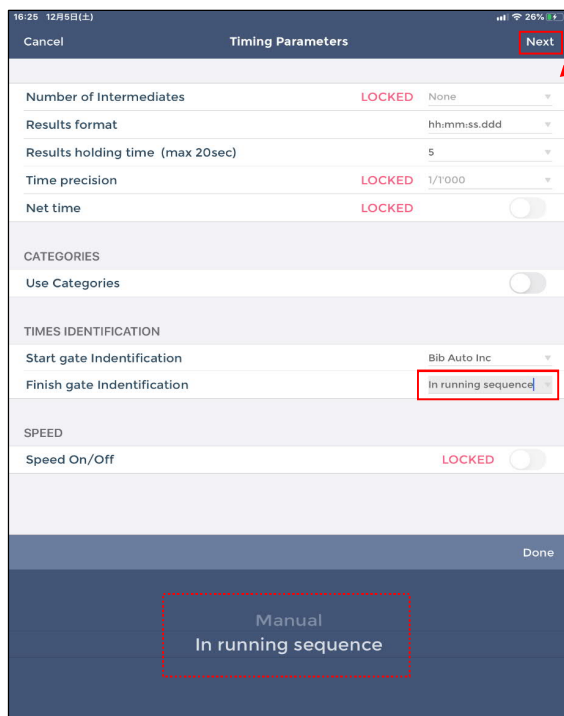 16:25 12月5日(土) 26%
Cancel Timing Parameters Next
Number of Intermediates LOCKED None
Results format hh:mm:ss.ddd
Results holding time (max 20sec) 5
Time precision LOCKED 1/1'000
Net time LOCKED
CATEGORIES
Use Categories
TIMES IDENTIFICATION
Start gate Indentification Bib Auto Inc
Finish gate Indentification In running sequence
SPEED
Speed On/Off LOCKED
Done
Manual
In running sequence